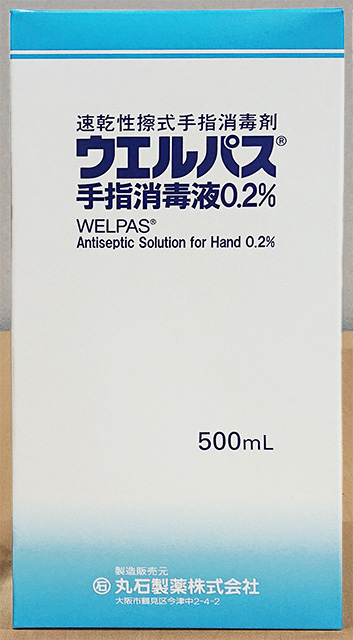 速乾性擦式手指消毒剤
ウエルパス®
手指消毒液0.2%
WELPAS®
Antiseptic Solution for Hand 0.2%
500mL
製造販売元
石 丸石製薬株式会社
大阪市鶴見区今津中2-4-2